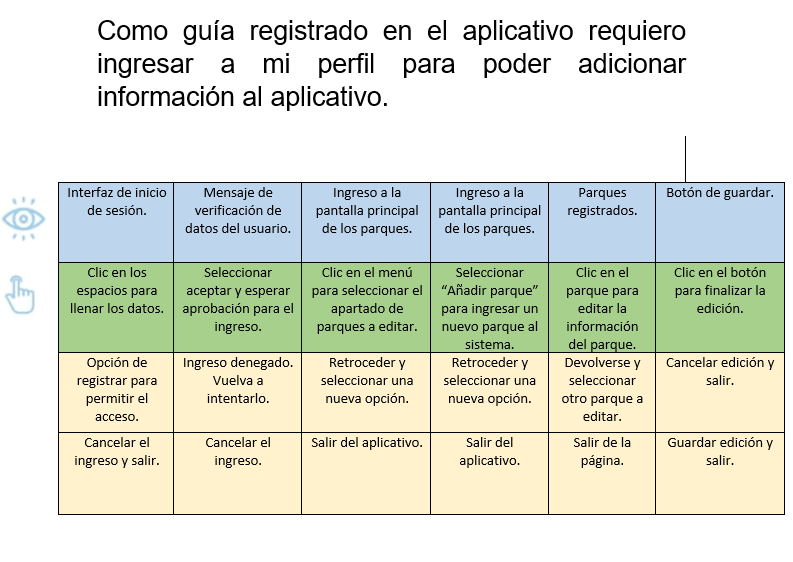 Como guía registrado en el aplicativo requiero
ingresar a mi perfil para poder adicionar
información al aplicativo.
Interfaz de inicio
de sesión.
Mensaje de
verificación de
datos del usuario.
Ingreso a la
pantalla principal
de los parques.
Ingreso a la
pantalla principal
de los parques.
Parques
registrados.
Botón de guardar.
Clic en los
espacios para
llenar los datos.
Seleccionar
aceptar y esperar
aprobación para el
ingreso.
Clic en el menú
para seleccionar el
apartado de
parques a editar.
Seleccionar
“Añadir parque”
para ingresar un
nuevo parque al
sistema.
Clic en el
parque para
editar la
información
del parque.
Clic en el botón
para finalizar la
edición.
Opción de
registrar para
permitir el
acceso.
Ingreso denegado.
Vuelva a
intentarlo.
Retroceder y
seleccionar una
nueva opción.
Retroceder y
seleccionar una
nueva opción.
Devolverse y
seleccionar
otro parque a
editar.
Cancelar edición y
salir.
Cancelar el
ingreso y salir.
Cancelar el
ingreso.
Salir del aplicativo.
Salir del
aplicativo.
Salir de la
página.
Guardar edición y
salir.